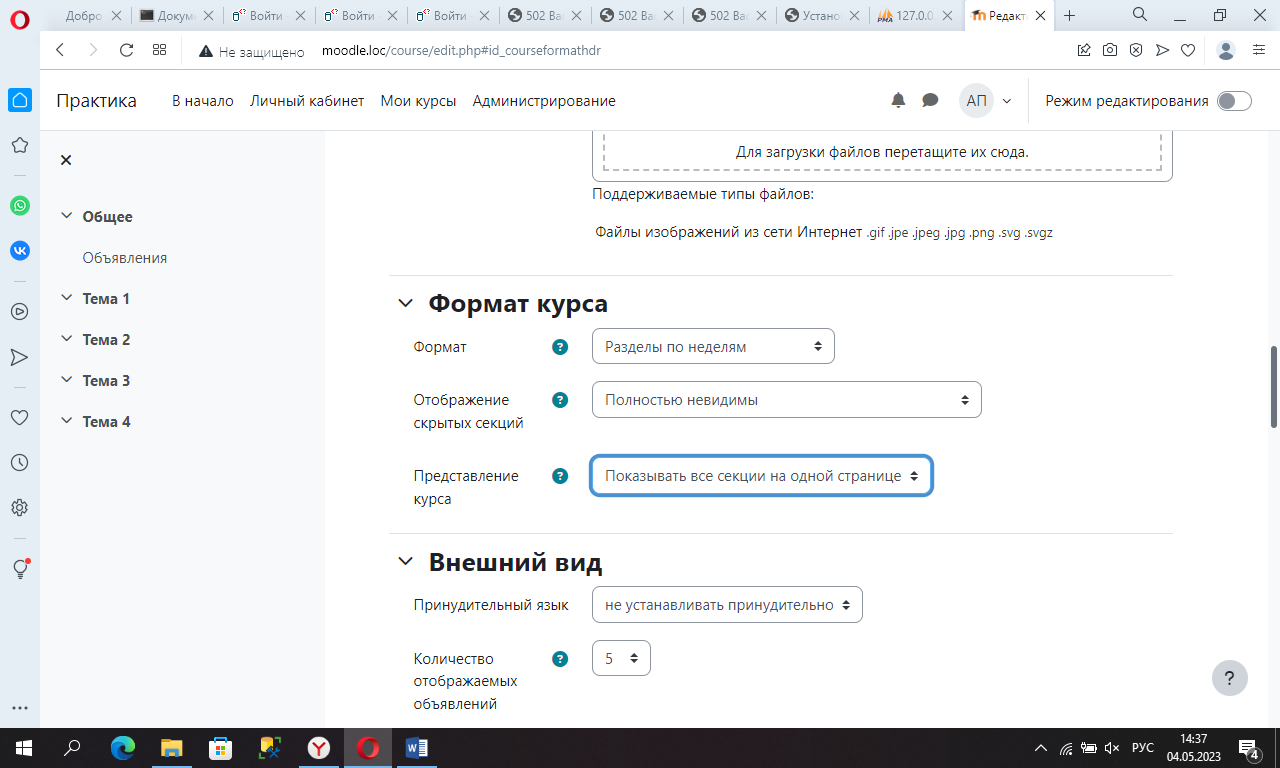 Добро
Докуме
Войти
Войти
Войти
502 Ba
502 Ba
502 Ba
Устано
127.0.0
Редакт
Не защищено moodle.loc/course/edit.php#id_courseformathdr
Практика В начало Личный кабинет Мои курсы Администрирование АП Режим редактирования
Общее
Объявления
Тема 1
Тема 2
Тема 3
Тема 4
Для загрузки файлов перетащите их сюда.
Поддерживаемые типы файлов:
Файлы изображений из сети Интернет .gif .jpe .jpeg .jpg .png .svg .svgz
Формат курса
Формат ? Разделы по неделям
Отображение ? Полностью невидимы
скрытых секций
Представление ? Показывать все секции на одной странице
курса
Внешний вид
Принудительный язык не устанавливать принудительно
Количество ? 5
отображаемых
объявлений
?
РУС
14:37
04.05.2023
4